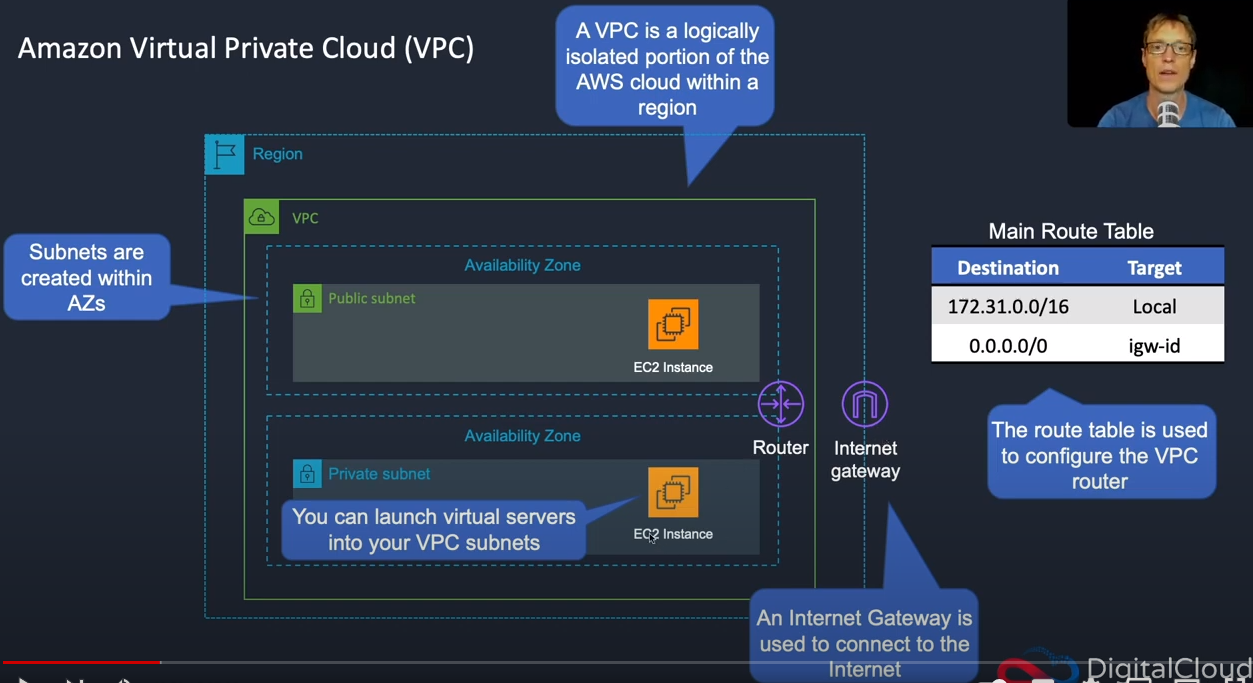 Amazon Virtual Private Cloud (VPC)
A VPC is a logically
isolated portion of the
AWS cloud within a
region
Region
VPC
Subnets are
created within
AZs
Availability Zone
Public subnet
EC2 Instance
Availability Zone
Private subnet
You can launch virtual servers
into your VPC subnets
EC2 Instance
Router
Internet
gateway
Main Route Table
Destination Target
172.31.0.0/16 Local
0.0.0.0/0 igw-id
The route table is used
to configure the VPC
router
An Internet Gateway is
used to connect to the
Internet
DigitalCloud